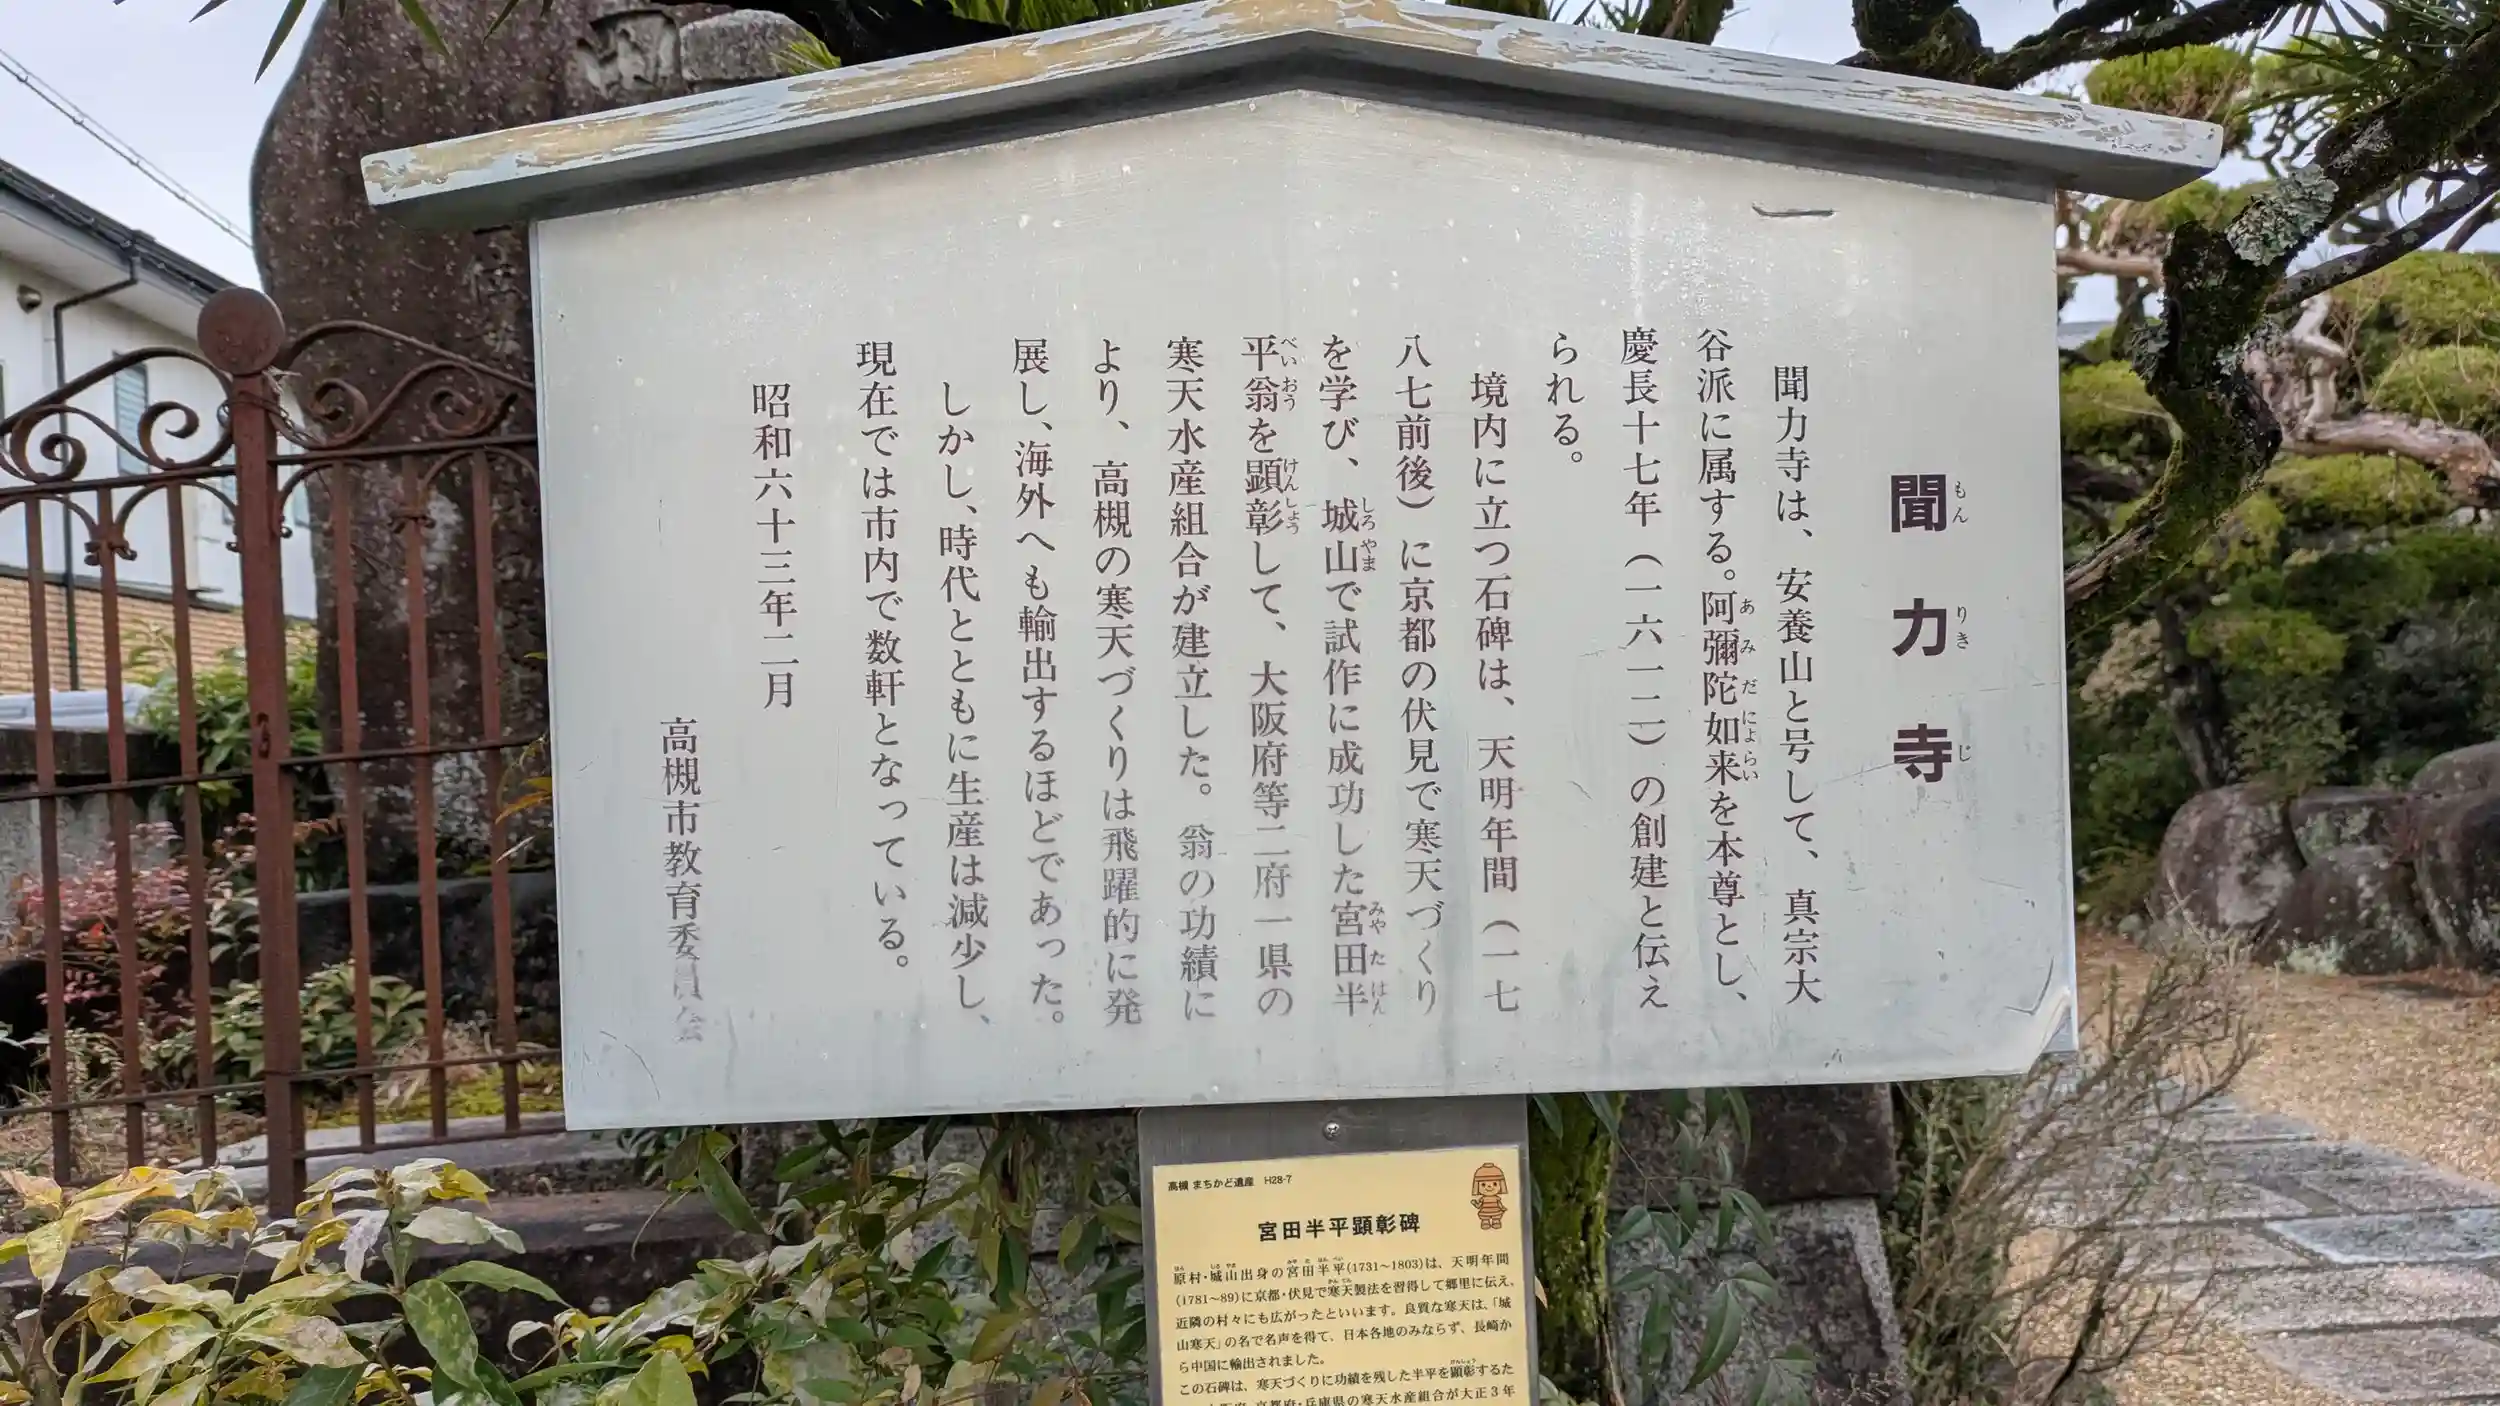 聞力寺
聞力寺は、安養山と号して、真宗大
谷派に属する。阿彌陀如来を本尊とし、
慶長十七年（一六一二）の創建と伝え
られる。
境内に立つ石碑は、天明年間（一七
八七前後）に京都の伏見で寒天づくり
を学び、城山で試作に成功した宮田半
平翁を顕彰して、大阪府等二府一県の
寒天水産組合が建立した。翁の功績に
より、高槻の寒天づくりは飛躍的に発
展し、海外へも輸出するほどであった。
しかし、時代とともに生産は減少し、
現在では市内で数軒となっている。
昭和六十三年二月
高槻市教育委員会
高槻 まちかど遺産 H28-7
宮田半平顕彰碑
原村・城山出身の宮田半平(1731～1803)は、天明年間
(1781～89)に京都・伏見で寒天製法を習得して郷里に伝え、
近隣の村々にも広がったといいます。良質な寒天は、「城
山寒天」の名で名声を得て、日本各地のみならず、長崎か
ら中国に輸出されました。
この石碑は、寒天づくりに功績を残した半平を顕彰するた
京都府・兵庫県の寒天水産組合が大正3年